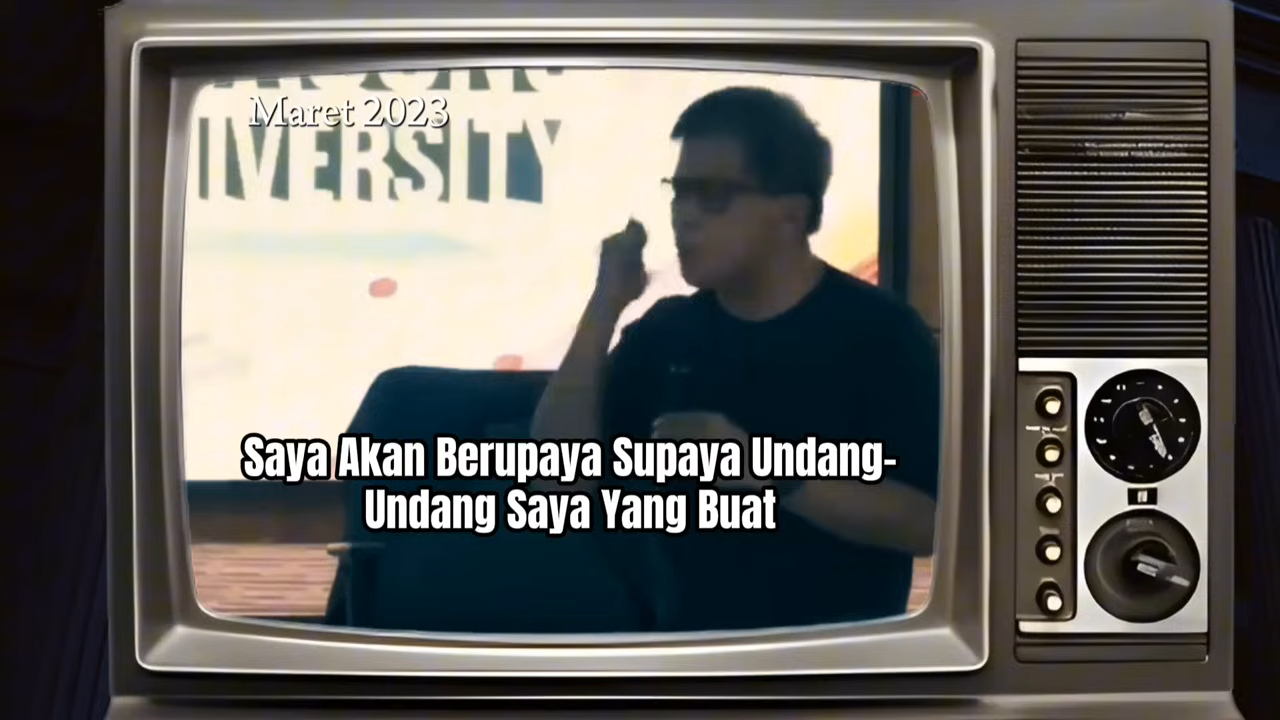 Maret 2023
IVERSITY
Saya Akan Berupaya Supaya Undang-
Undang Saya Yang Buat